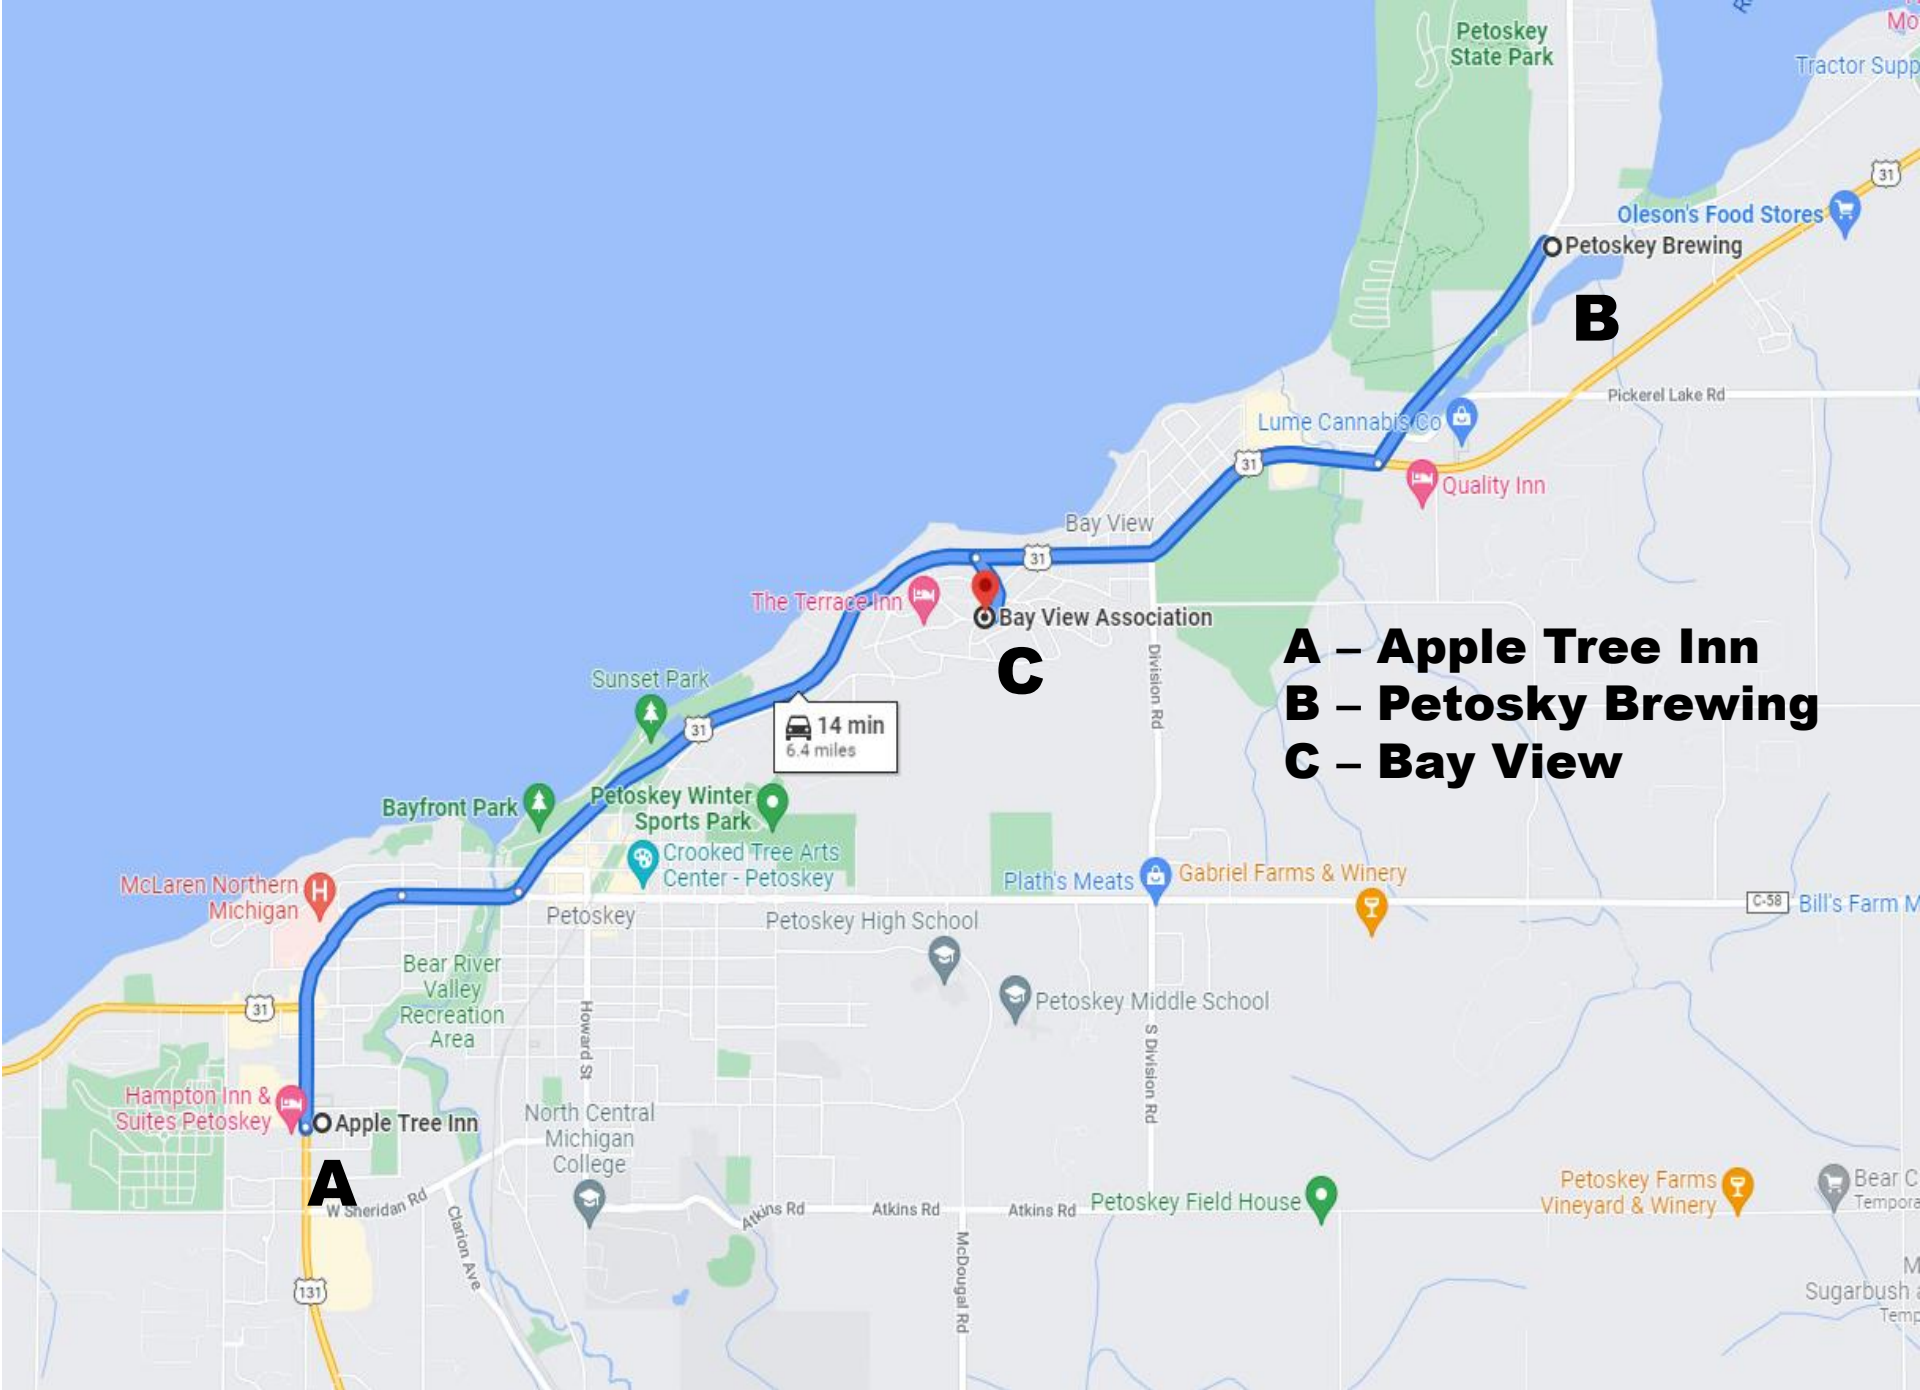 Petoskey
State Park
Mo
Tractor Supp
31
Oleson's Food Stores
Petoskey Brewing
B
Pickerel Lake Rd
Lume Cannabis Co
31
Quality Inn
Bay View
31
The Terrace Inn
Bay View Association
C
Division Rd
A – Apple Tree Inn
B – Petosky Brewing
C – Bay View
Sunset Park
31
14 min
6.4 miles
Bayfront Park
Petoskey Winter
Sports Park
Crooked Tree Arts
Center - Petoskey
McLaren Northern
Michigan
H
Plath's Meats
Gabriel Farms & Winery
C-58
Bill's Farm M
Petoskey
Petoskey High School
Bear River
Valley
Recreation
Area
31
Petoskey Middle School
Howard St
S Division Rd
Hampton Inn &
Suites Petoskey
Apple Tree Inn
A
North Central
Michigan
College
W Sheridan Rd
Clarion Ave
Atkins Rd
Atkins Rd
Atkins Rd
Petoskey Field House
Petoskey Farms
Vineyard & Winery
Bear C
Tempora
McDougal Rd
131
M
Sugarbush a
Temp